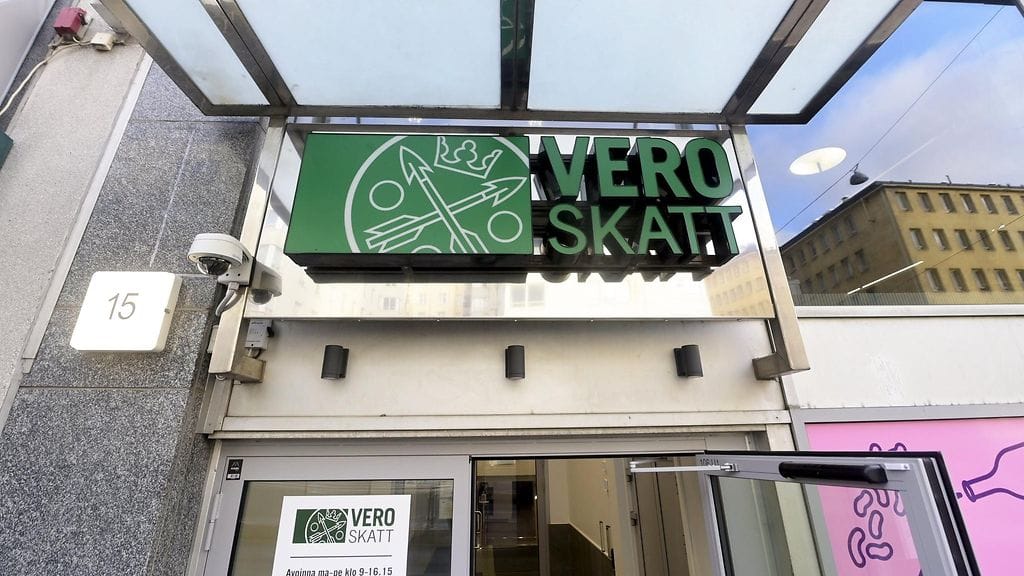 VERO
SKATT
15
VERO
SKATT
Avoinna ma-pe klo 9-16.15